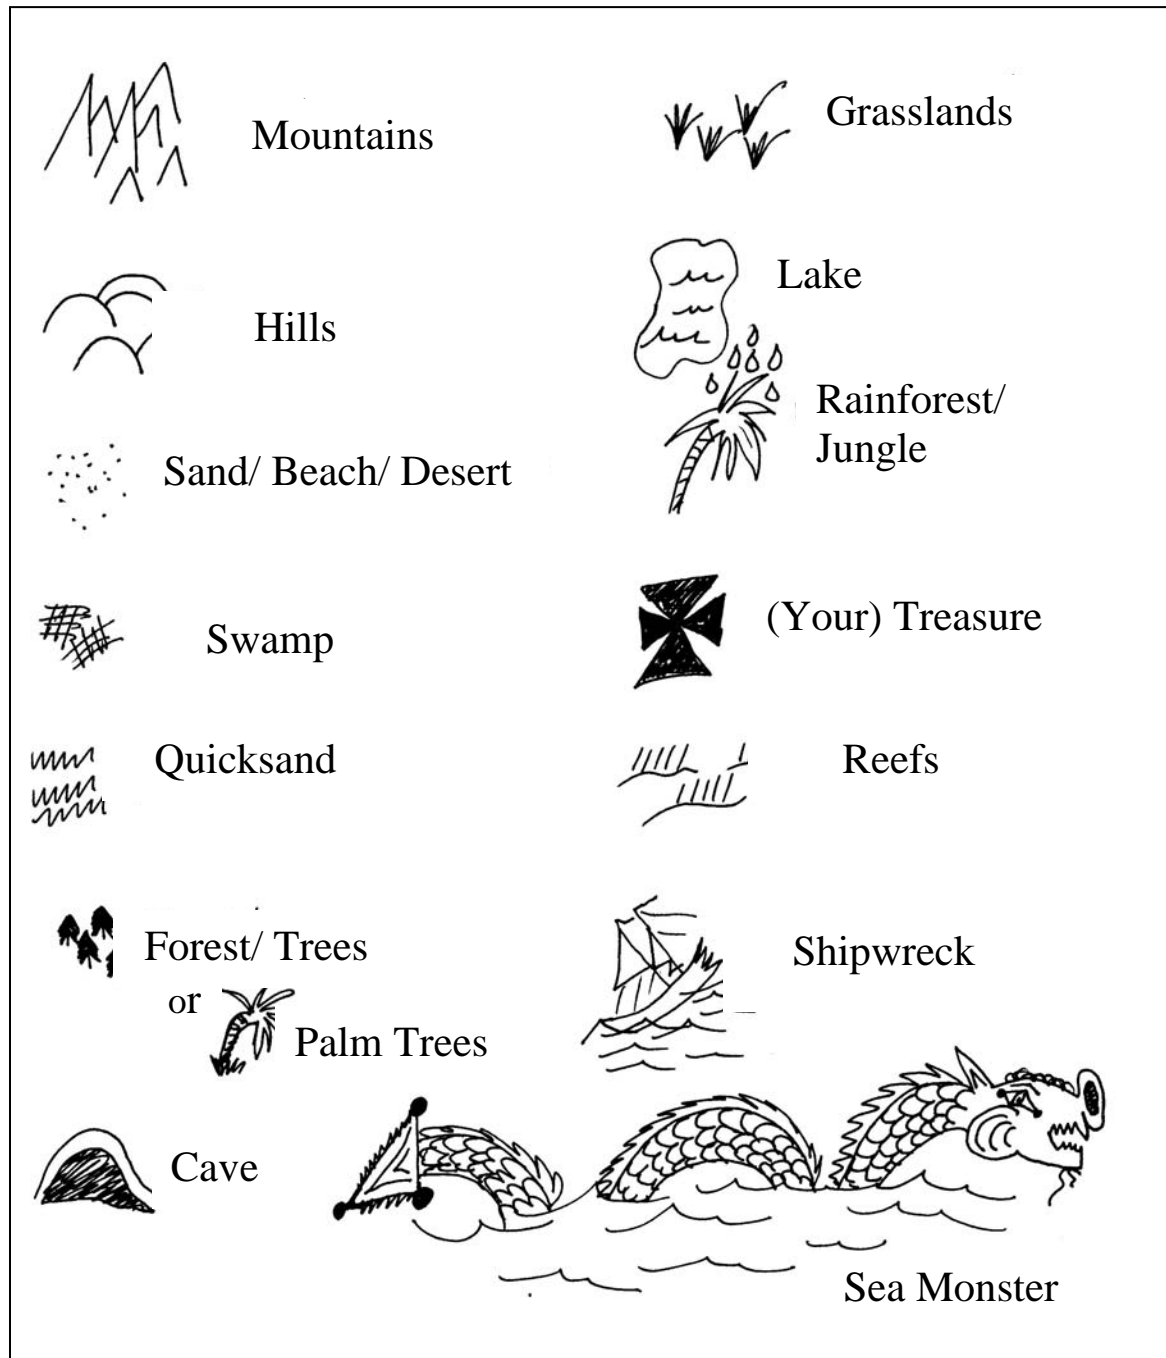 Mountains
Grasslands
Hills
Lake
Sand/ Beach/ Desert
Rainforest/
Jungle
Swamp
(Your) Treasure
Quicksand
Reefs
Forest/ Trees
or
Palm Trees
Shipwreck
Cave
Sea Monster